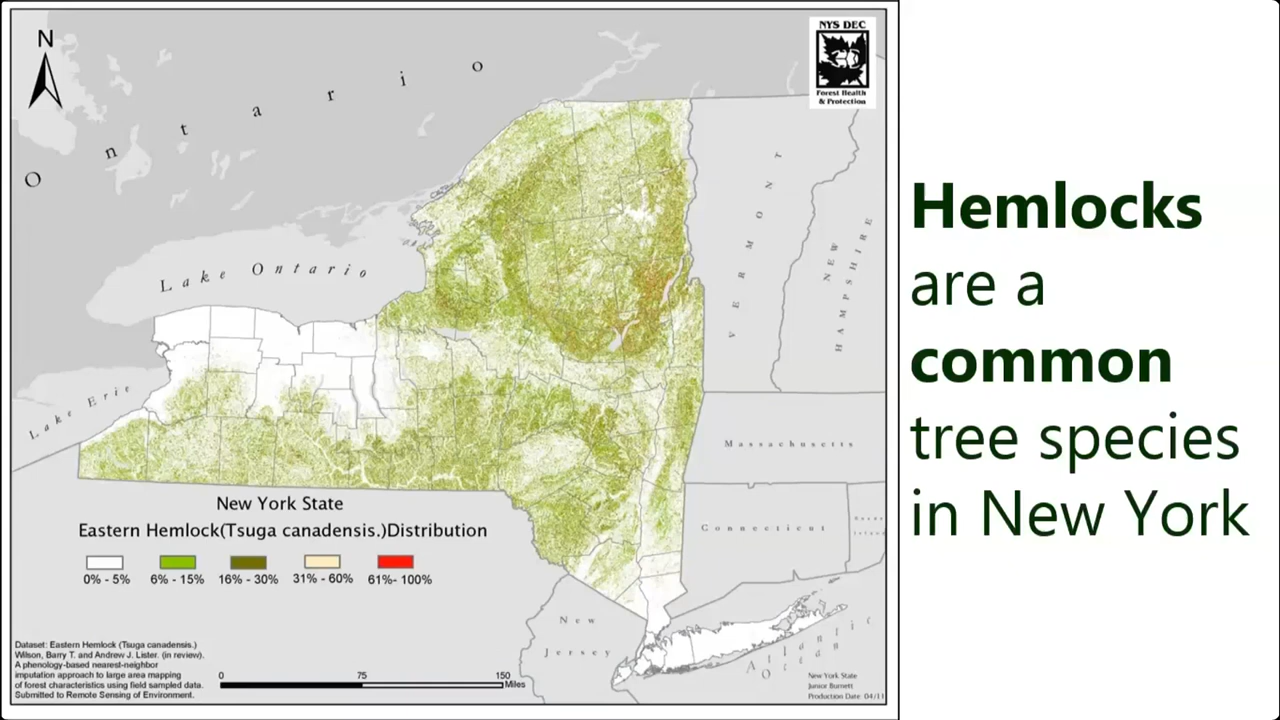 N
NYS DEC
Forest Health
& Protection
Ontario
Lake Ontario
Lake Erie
VERMONT
NEW
HAMPSHIRE
Massachusetts
Connecticut
New
Jersey
Atlantic
Ocean
New York State
Eastern Hemlock(Tsuga canadensis.)Distribution
0% - 5%
6% - 15%
16% - 30%
31% - 60%
61%- 100%
Dataset: Eastern Hemlock (Tsuga canadensis.)
Wilson, Barry T. and Andrew J. Lister. (in review).
A phenology-based nearest-neighbor
imputation approach to large area mapping
of forest characteristics using field sampled data.
Submitted to Remote Sensing of Environment.
0 75 150
Miles
New York State
Junior Burnett
Production Date 04/11
Hemlocks
are a
common
tree species
in New York